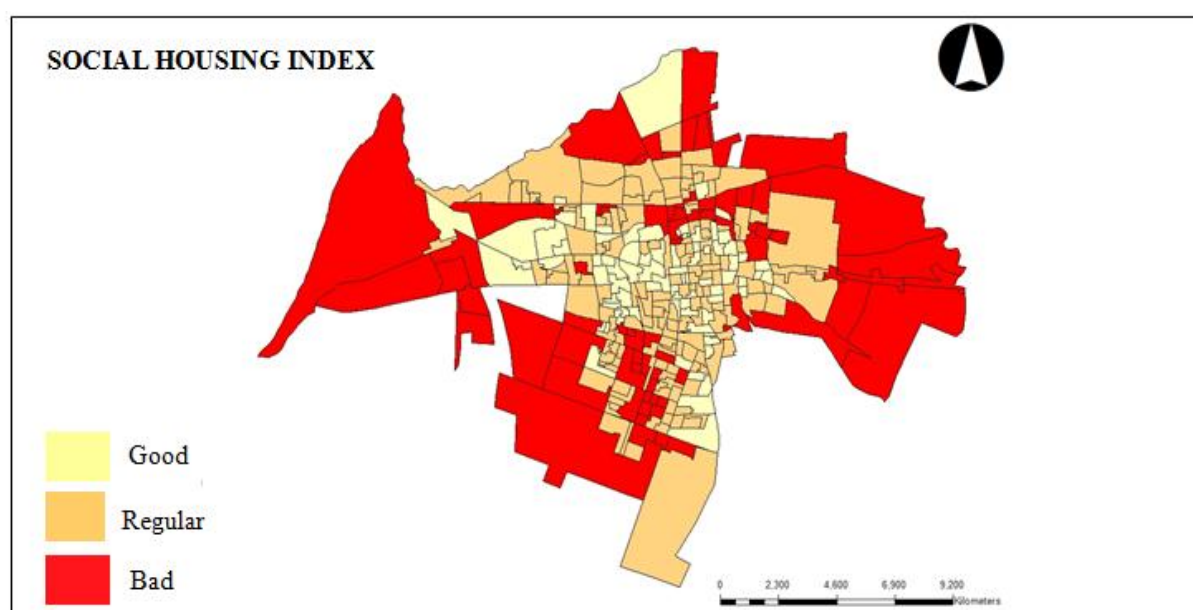 SOCIAL HOUSING INDEX
Good
Regular
Bad
0 2.300 4.600 6.900 9.200
Kilometers